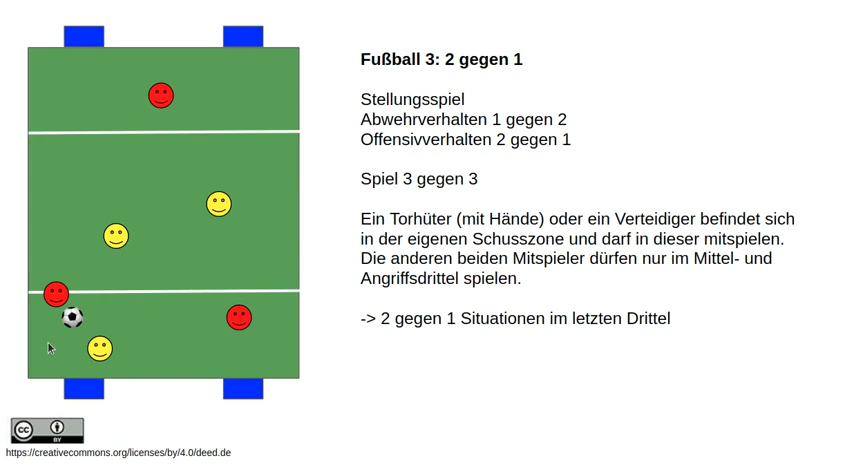 Fußball 3: 2 gegen 1
Stellungsspiel
Abwehrverhalten 1 gegen 2
Offensivverhalten 2 gegen 1
Spiel 3 gegen 3
Ein Torhüter (mit Hände) oder ein Verteidiger befindet sich
in der eigenen Schusszone und darf in dieser mitspielen.
Die anderen beiden Mitspieler dürfen nur im Mittel- und
Angriffsdrittel spielen.
-> 2 gegen 1 Situationen im letzten Drittel
cc
BY
https://creativecommons.org/licenses/by/4.0/deed.de